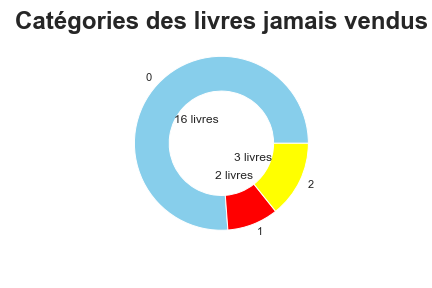 Catégories des livres jamais vendus
0
16 livres
3 livres
2 livres
2
1